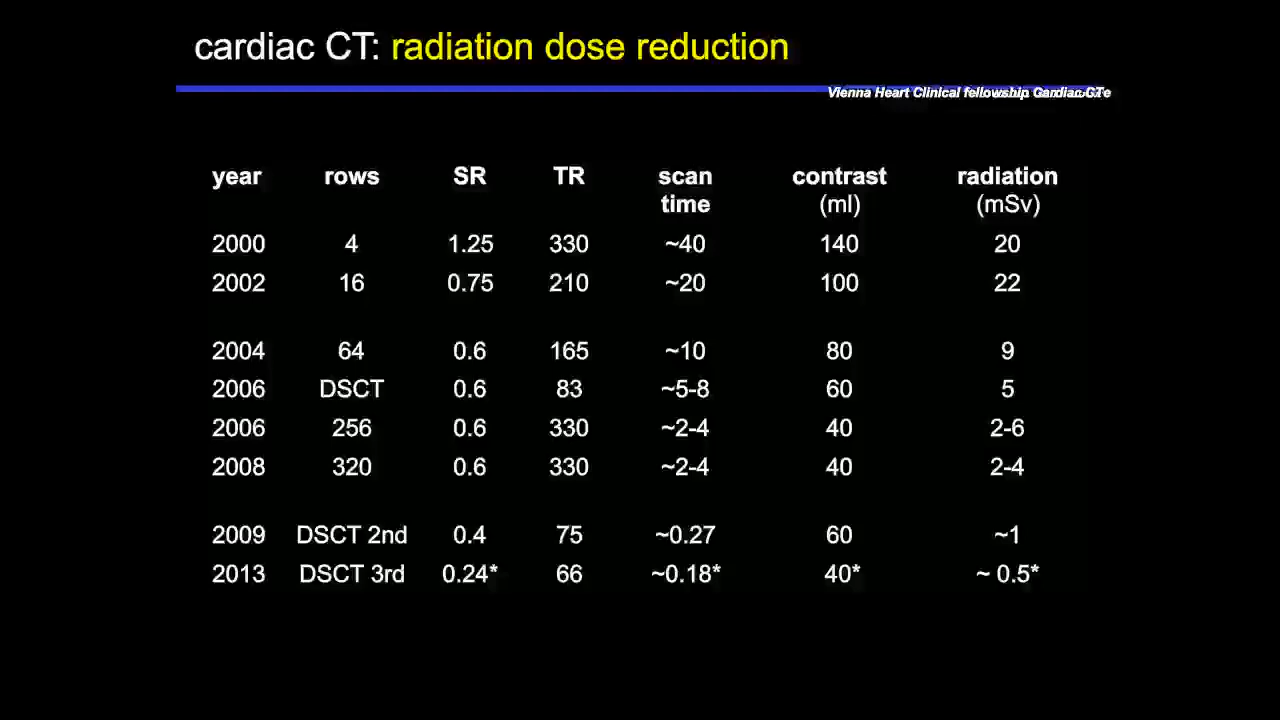 cardiac CT: radiation dose reduction
Vienna Heart Clinical fellowship Cardiac CT
year rows SR TR scan time contrast (ml) radiation (mSv)
2000 4 1.25 330 ~40 140 20
2002 16 0.75 210 ~20 100 22
2004 64 0.6 165 ~10 80 9
2006 DSCT 0.6 83 ~5-8 60 5
2006 256 0.6 330 ~2-4 40 2-6
2008 320 0.6 330 ~2-4 40 2-4
2009 DSCT 2nd 0.4 75 ~0.27 60 ~1
2013 DSCT 3rd 0.24* 66 ~0.18* 40* ~ 0.5*